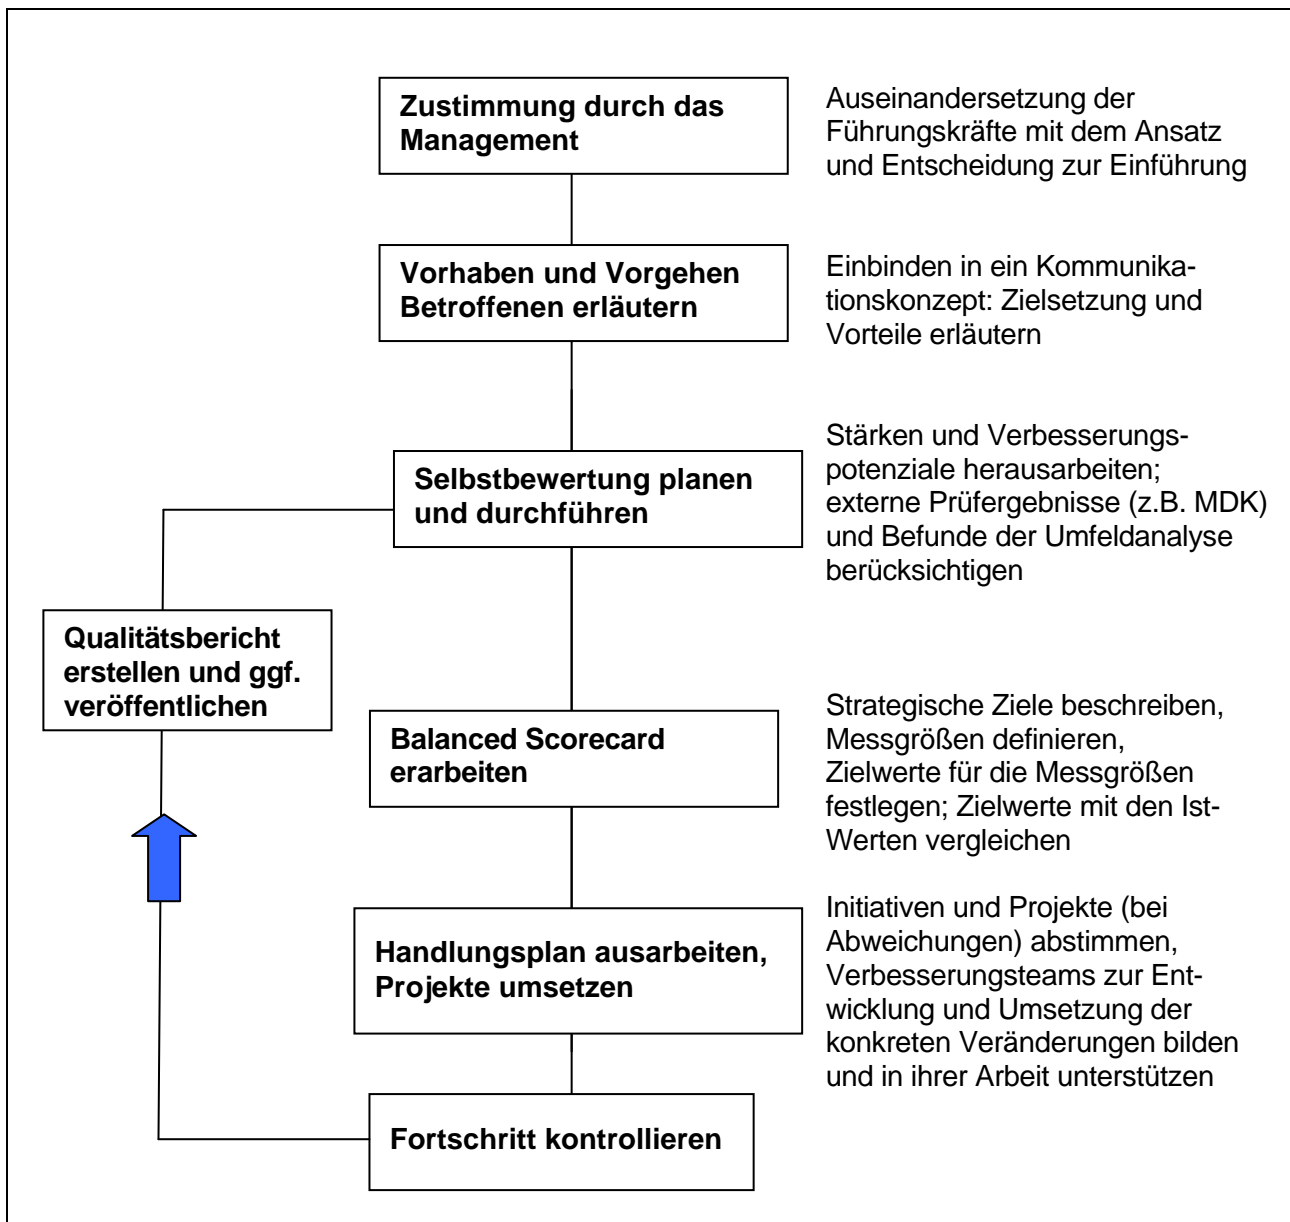 Zustimmung durch das
Management
Auseinandersetzung der
Führungskräfte mit dem Ansatz
und Entscheidung zur Einführung
Vorhaben und Vorgehen
Betroffenen erläutern
Einbinden in ein Kommunika-
tionskonzept: Zielsetzung und
Vorteile erläutern
Selbstbewertung planen
und durchführen
Stärken und Verbesserungs-
potenziale herausarbeiten;
externe Prüfergebnisse (z.B. MDK)
und Befunde der Umfeldanalyse
berücksichtigen
Qualitätsbericht
erstellen und ggf.
veröffentlichen
Balanced Scorecard
erarbeiten
Strategische Ziele beschreiben,
Messgrößen definieren,
Zielwerte für die Messgrößen
festlegen; Zielwerte mit den Ist-
Werten vergleichen
Handlungsplan ausarbeiten,
Projekte umsetzen
Initiativen und Projekte (bei
Abweichungen) abstimmen,
Verbesserungsteams zur Ent-
wicklung und Umsetzung der
konkreten Veränderungen bilden
und in ihrer Arbeit unterstützen
Fortschritt kontrollieren